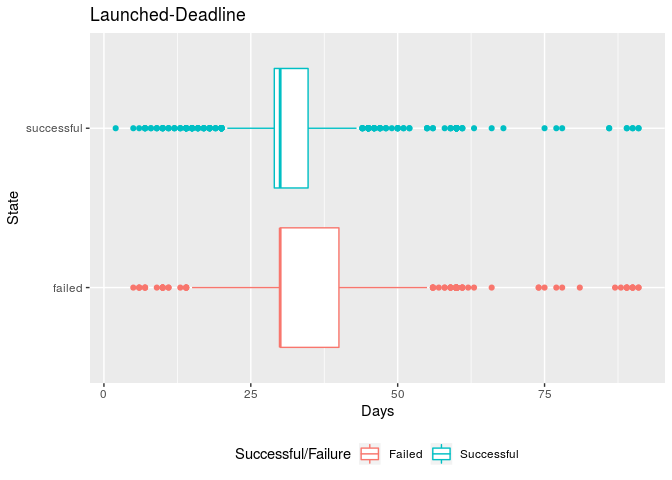 Launched-Deadline
State
successful
failed
0 25 50 75
Days
Successful/Failure Failed Successful